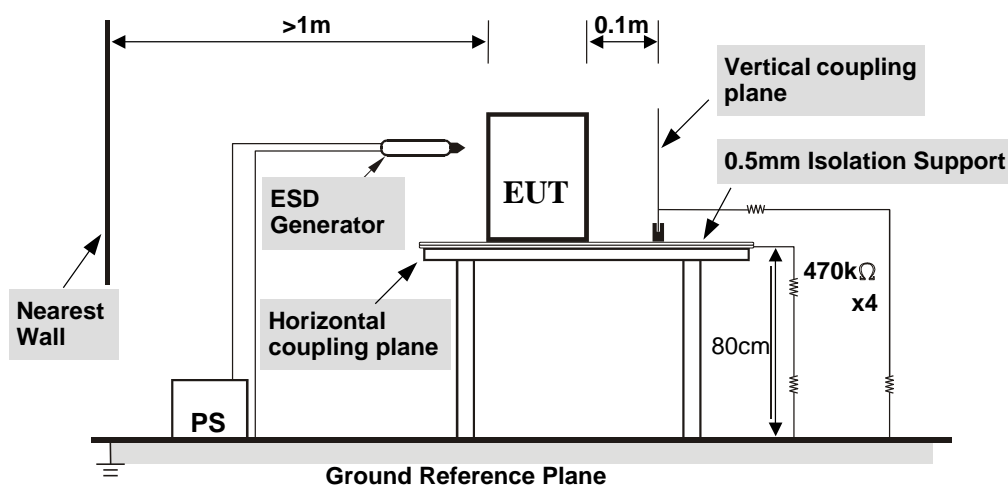 >1m
0.1m
Vertical coupling
plane
0.5mm Isolation Support
ESD
Generator
EUT
470kΩ
x4
Nearest
Wall
Horizontal
coupling plane
80cm
PS
Ground Reference Plane